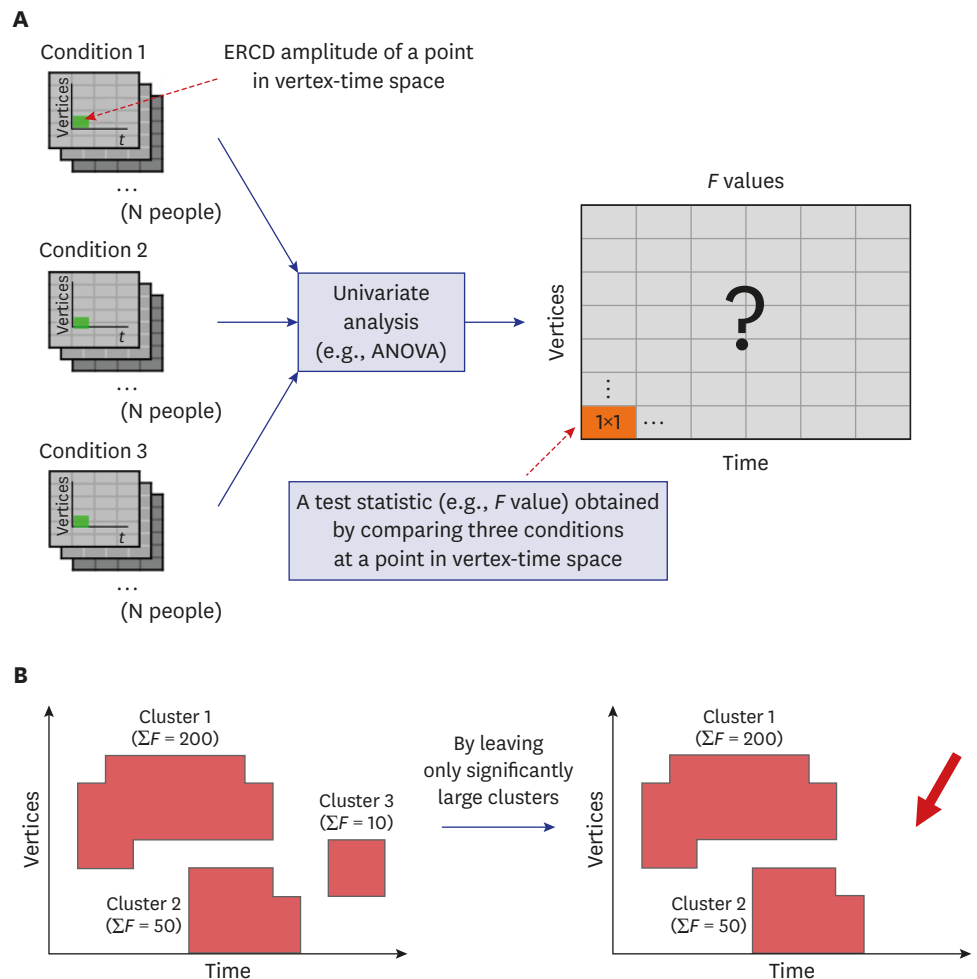 A
Condition 1
ERCD amplitude of a point
in vertex-time space
Vertices
t
...
(N people)
Condition 2
Vertices
t
...
(N people)
Condition 3
Vertices
t
...
(N people)
Univariate
analysis
(e.g., ANOVA)
F values
Vertices
?
⋮
1×1 ...
Time
A test statistic (e.g., F value) obtained
by comparing three conditions
at a point in vertex-time space
B
Vertices
Cluster 1
(ΣF = 200)
Cluster 3
(ΣF = 10)
Cluster 2
(ΣF = 50)
Time
By leaving
only significantly
large clusters
Vertices
Cluster 1
(ΣF = 200)
Cluster 2
(ΣF = 50)
Time